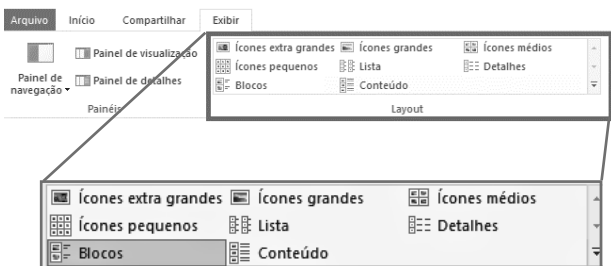 Arquivo Início Compartilhar Exibir
Ícones extra grandes Ícones grandes Ícones médios
Painel de visualização
Ícones pequenos Lista Detalhes
Painel de navegação
Painel de detalhes
Blocos Conteúdo
Painéis Layout
Ícones extra grandes Ícones grandes Ícones médios
Ícones pequenos Lista Detalhes
Blocos Conteúdo